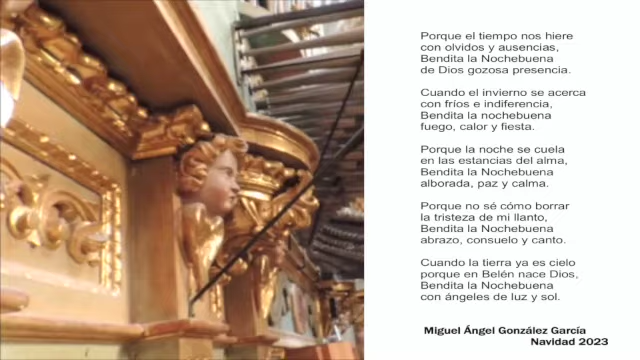 Porque el tiempo nos hiere
con olvidos y ausencias,
Bendita la Nochebuena
de Dios gozosa presencia.
Cuando el invierno se acerca
con fríos e indiferencia,
Bendita la nochebuena
fuego, calor y fiesta.
Porque la noche se cuela
en las estancias del alma,
Bendita la Nochebuena
alborada, paz y calma.
Porque no sé cómo borrar
la tristeza de mi llanto,
Bendita la Nochebuena
abrazo, consuelo y canto.
Cuando la tierra ya es cielo
porque en Belén nace Dios,
Bendita la Nochebuena
con ángeles de luz y sol.
Miguel Ángel González García
Navidad 2023